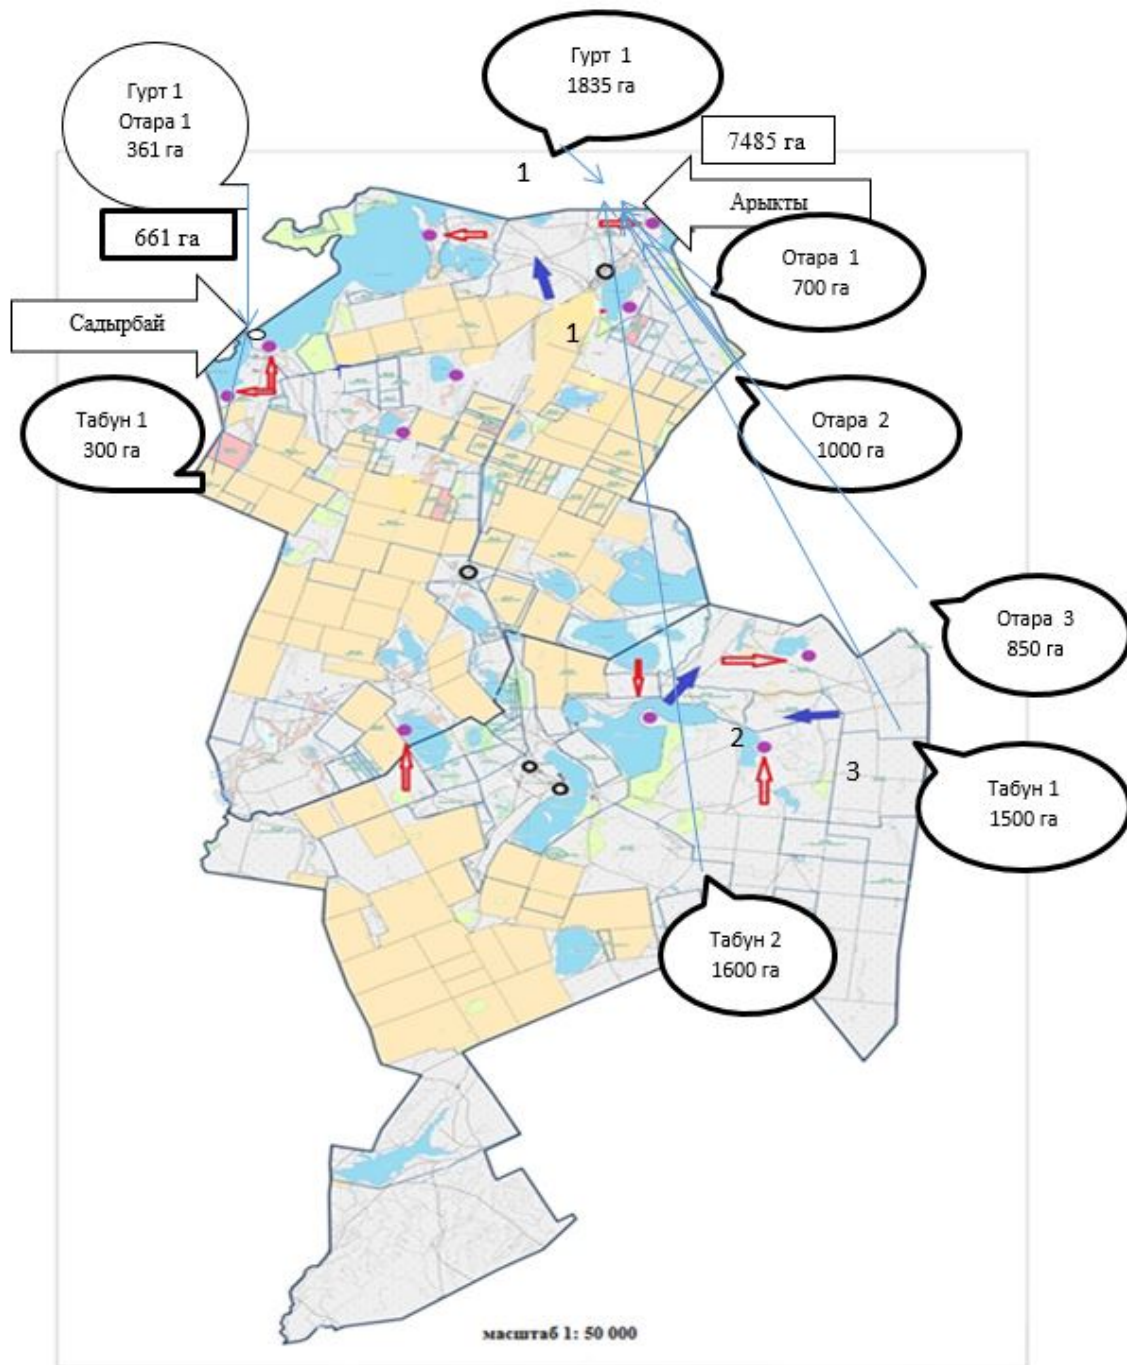 Гурт 1
1835 га
Гурт 1
Отара 1
361 га
7485 га
1
Арыкты
661 га
Отара 1
700 га
Садырбай
1
Табун 1
300 га
Отара 2
1000 га
Отара 3
850 га
2
3
Табун 1
1500 га
Табун 2
1600 га
масштаб 1: 50 000